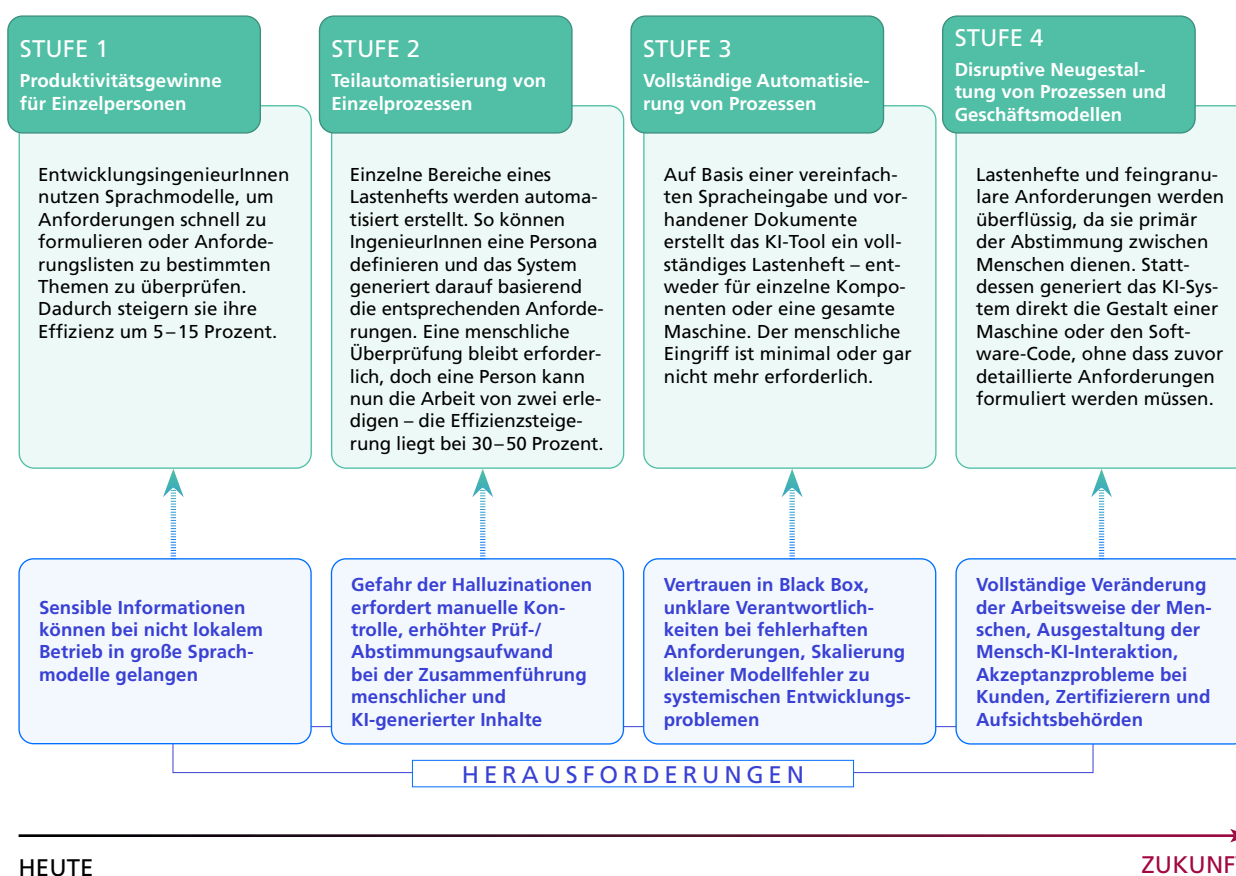 STUFE 1
Produktivitätsgewinne
für Einzelpersonen
EntwicklungsingenieurInnen
nutzen Sprachmodelle, um
Anforderungen schnell zu
formulieren oder Anforde-
rungslisten zu bestimmten
Themen zu überprüfen.
Dadurch steigern sie ihre
Effizienz um 5–15 Prozent.
Sensible Informationen
können bei nicht lokalem
Betrieb in große Sprach-
modelle gelangen
STUFE 2
Teilautomatisierung von
Einzelprozessen
Einzelne Bereiche eines
Lastenhefts werden automa-
tisiert erstellt. So können
IngenieurInnen eine Persona
definieren und das System
generiert darauf basierend
die entsprechenden Anforde-
rungen. Eine menschliche
Überprüfung bleibt erforder-
lich, doch eine Person kann
nun die Arbeit von zwei erle-
digen – die Effizienzsteige-
rung liegt bei 30–50 Prozent.
Gefahr der Halluzinationen
erfordert manuelle Kon-
trolle, erhöhter Prüf-/
Abstimmungsaufwand
bei der Zusammenführung
menschlicher und
KI-generierter Inhalte
STUFE 3
Vollständige Automatisie-
rung von Prozessen
Auf Basis einer vereinfach-
ten Spracheingabe und vor-
handener Dokumente
erstellt das KI-Tool ein voll-
ständiges Lastenheft – ent-
weder für einzelne Kompo-
nenten oder eine gesamte
Maschine. Der menschliche
Eingriff ist minimal oder gar
nicht mehr erforderlich.
Vertrauen in Black Box,
unklare Verantwortlich-
keiten bei fehlerhaften
Anforderungen, Skalierung
kleiner Modellfehler zu
systemischen Entwicklungs-
problemen
STUFE 4
Disruptive Neugestal-
tung von Prozessen und
Geschäftsmodellen
Lastenhefte und feingranu-
lare Anforderungen werden
überflüssig, da sie primär
der Abstimmung zwischen
Menschen dienen. Statt-
dessen generiert das KI-Sys-
tem direkt die Gestalt einer
Maschine oder den Soft-
ware-Code, ohne dass zuvor
detaillierte Anforderungen
formuliert werden müssen.
Vollständige Veränderung
der Arbeitsweise der Men-
schen, Ausgestaltung der
Mensch-KI-Interaktion,
Akzeptanzprobleme bei
Kunden, Zertifizierern und
Aufsichtsbehörden
HERAUSFORDERUNGEN
HEUTE
ZUKUNF